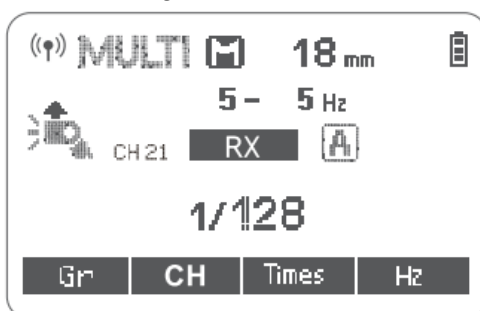 MULTI M 18 mm
5 - 5 Hz
CH 21 RX A
1/128
Gr CH Times Hz